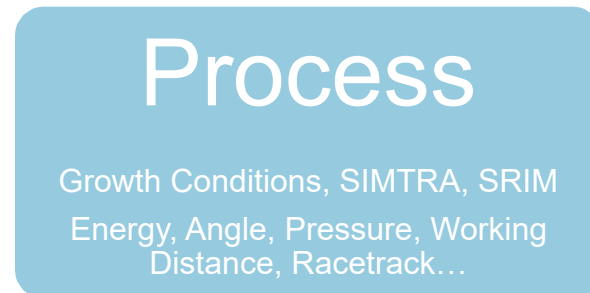 Process
Growth Conditions, SIMTRA, SRIM
Energy, Angle, Pressure, Working
Distance, Racetrack…